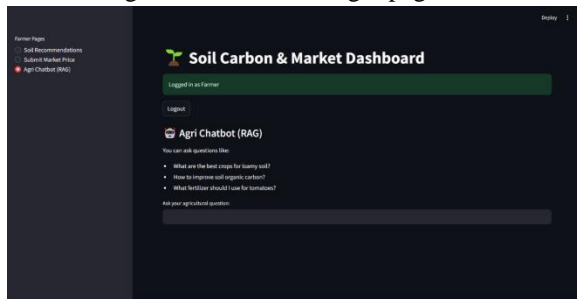 Deploy
Farmer Pages
Soil Recommendations
Submit Market Price
Agri Chatbot (RAG)
Soil Carbon & Market Dashboard
Logged in as Farmer
Logout
Agri Chatbot (RAG)
You can ask questions like:
What are the best crops for loamy soil?
How to improve soil organic carbon?
What fertilizer should I use for tomatoes?
Ask your agricultural question: